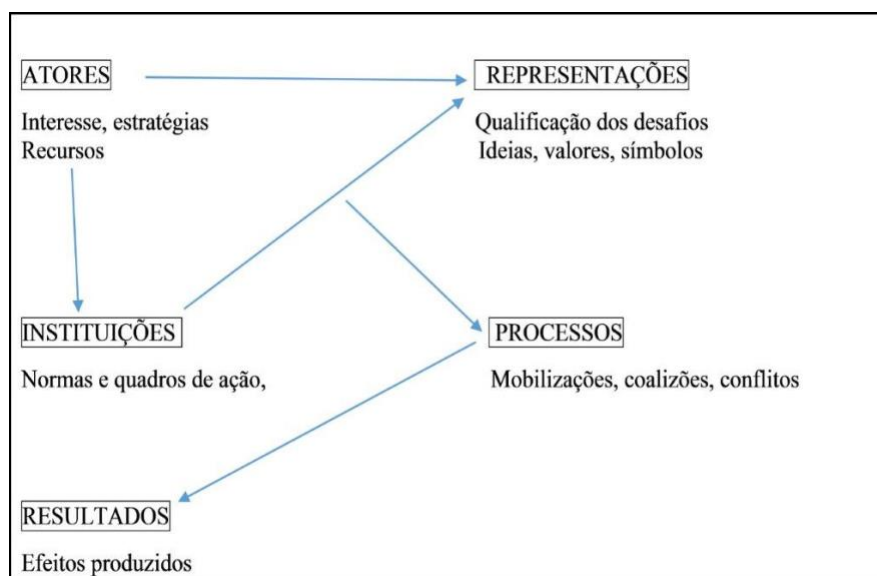 ATORES
Interesse, estratégias
Recursos
REPRESENTAÇÕES
Qualificação dos desafios
Ideias, valores, símbolos
INSTITUIÇÕES
Normas e quadros de ação,
PROCESSOS
Mobilizações, coalizões, conflitos
RESULTADOS
Efeitos produzidos